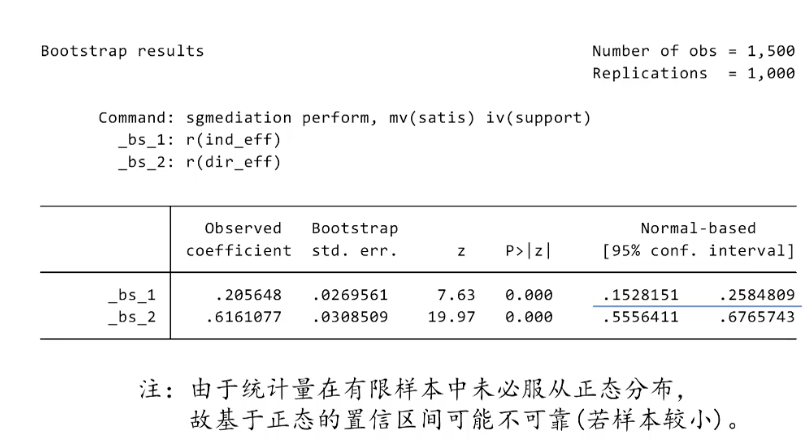 Bootstrap results Number of obs = 1,500
Replications = 1,000
Command: sgmediation perform, mv(satis) iv(support)
_bs_1: r(ind_eff)
_bs_2: r(dir_eff)
Observed Bootstrap Normal-based
coefficient std. err. z P>|z| [95% conf. interval]
_bs_1 .205648 .0269561 7.63 0.000 .1528151 .2584809
_bs_2 .6161077 .0308509 19.97 0.000 .5556411 .6765743
注：由于统计量在有限样本中未必服从正态分布，
故基于正态的置信区间可能不可靠(若样本较小)。